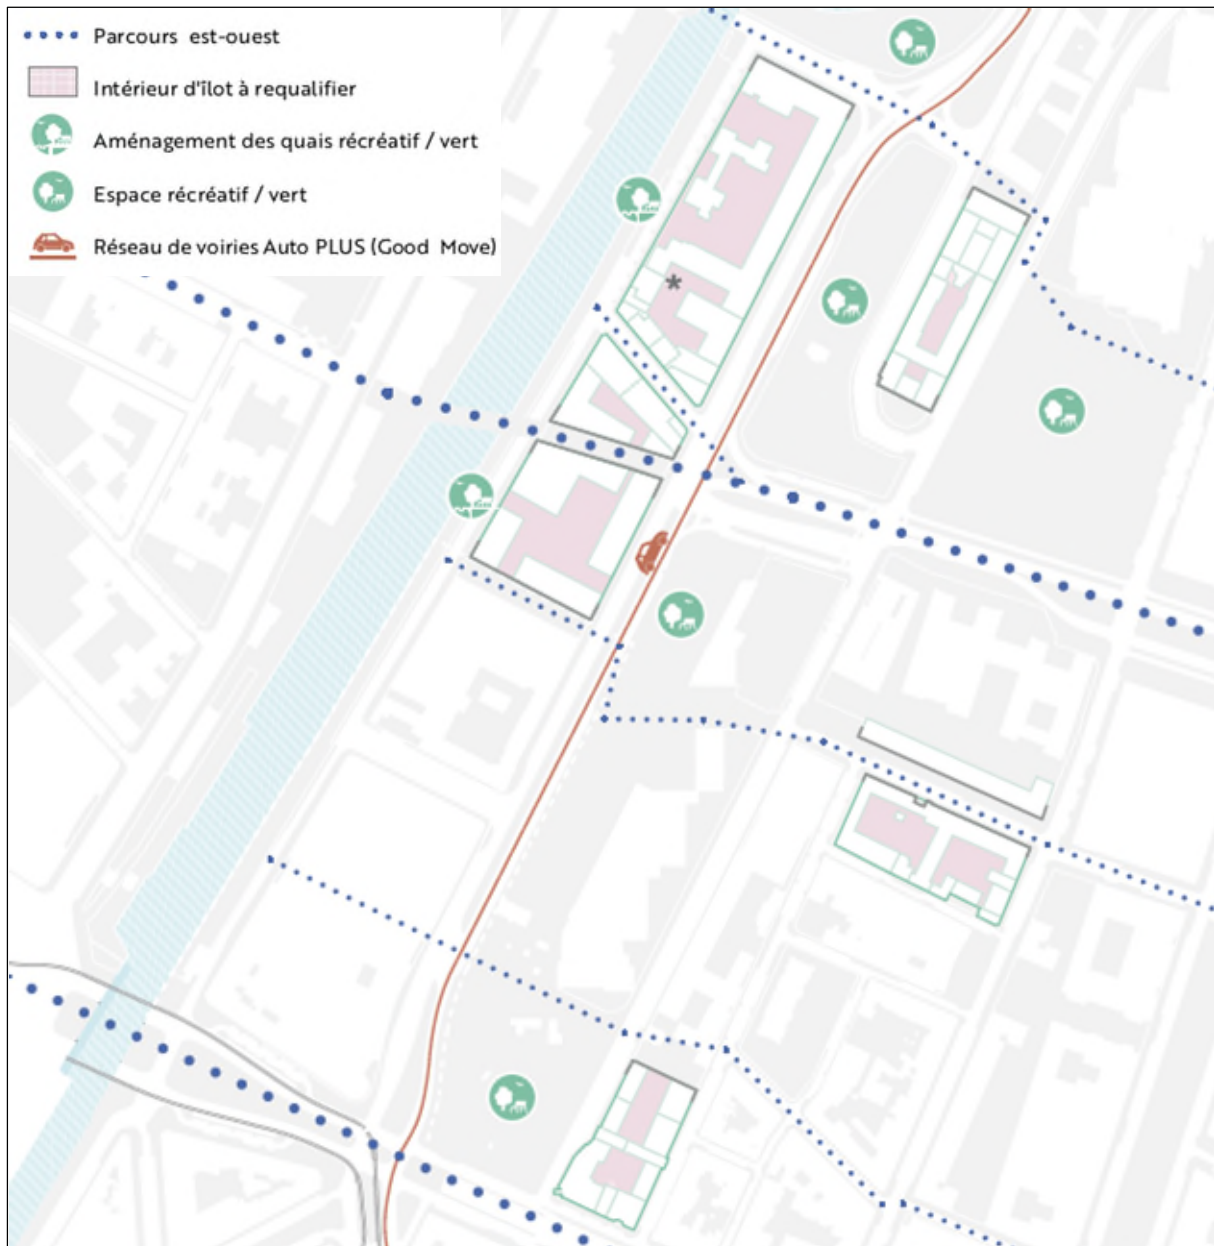 Parcours est-ouest
Intérieur d'îlot à requalifier
Aménagement des quais récréatif / vert
Espace récréatif / vert
Réseau de voiries Auto PLUS (Good Move)
*